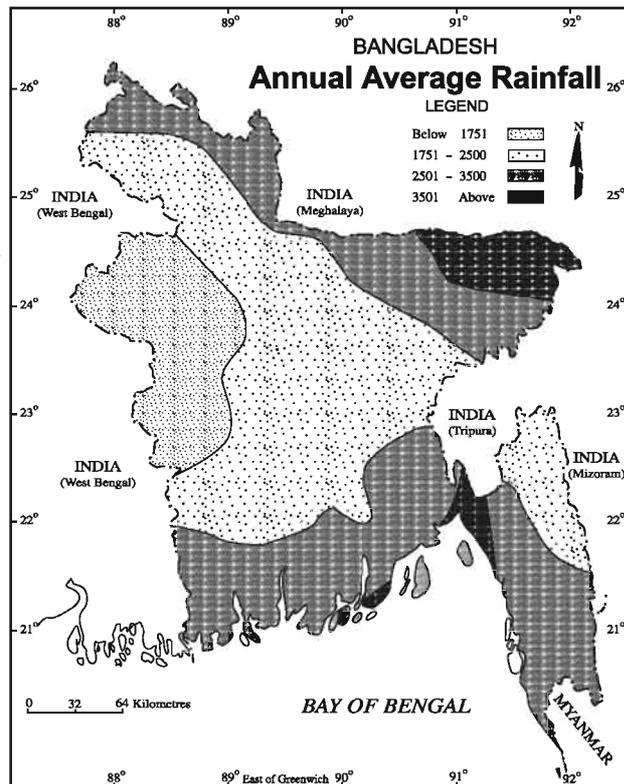 88° 89° 90° 91° 92°
BANGLADESH
Annual Average Rainfall
LEGEND
Below 1751
1751 - 2500
2501 - 3500
3501 Above
N
26° 26°
25° INDIA INDIA 25°
(West Bengal) (Meghalaya)
24° 24°
23° INDIA 23°
(Tripura)
INDIA INDIA
(West Bengal) (Mizoram)
22° 22°
21° 21°
0 32 64 Kilometres
BAY OF BENGAL
MYANMAR
88° 89° East of Greenwich 90° 91° 92°